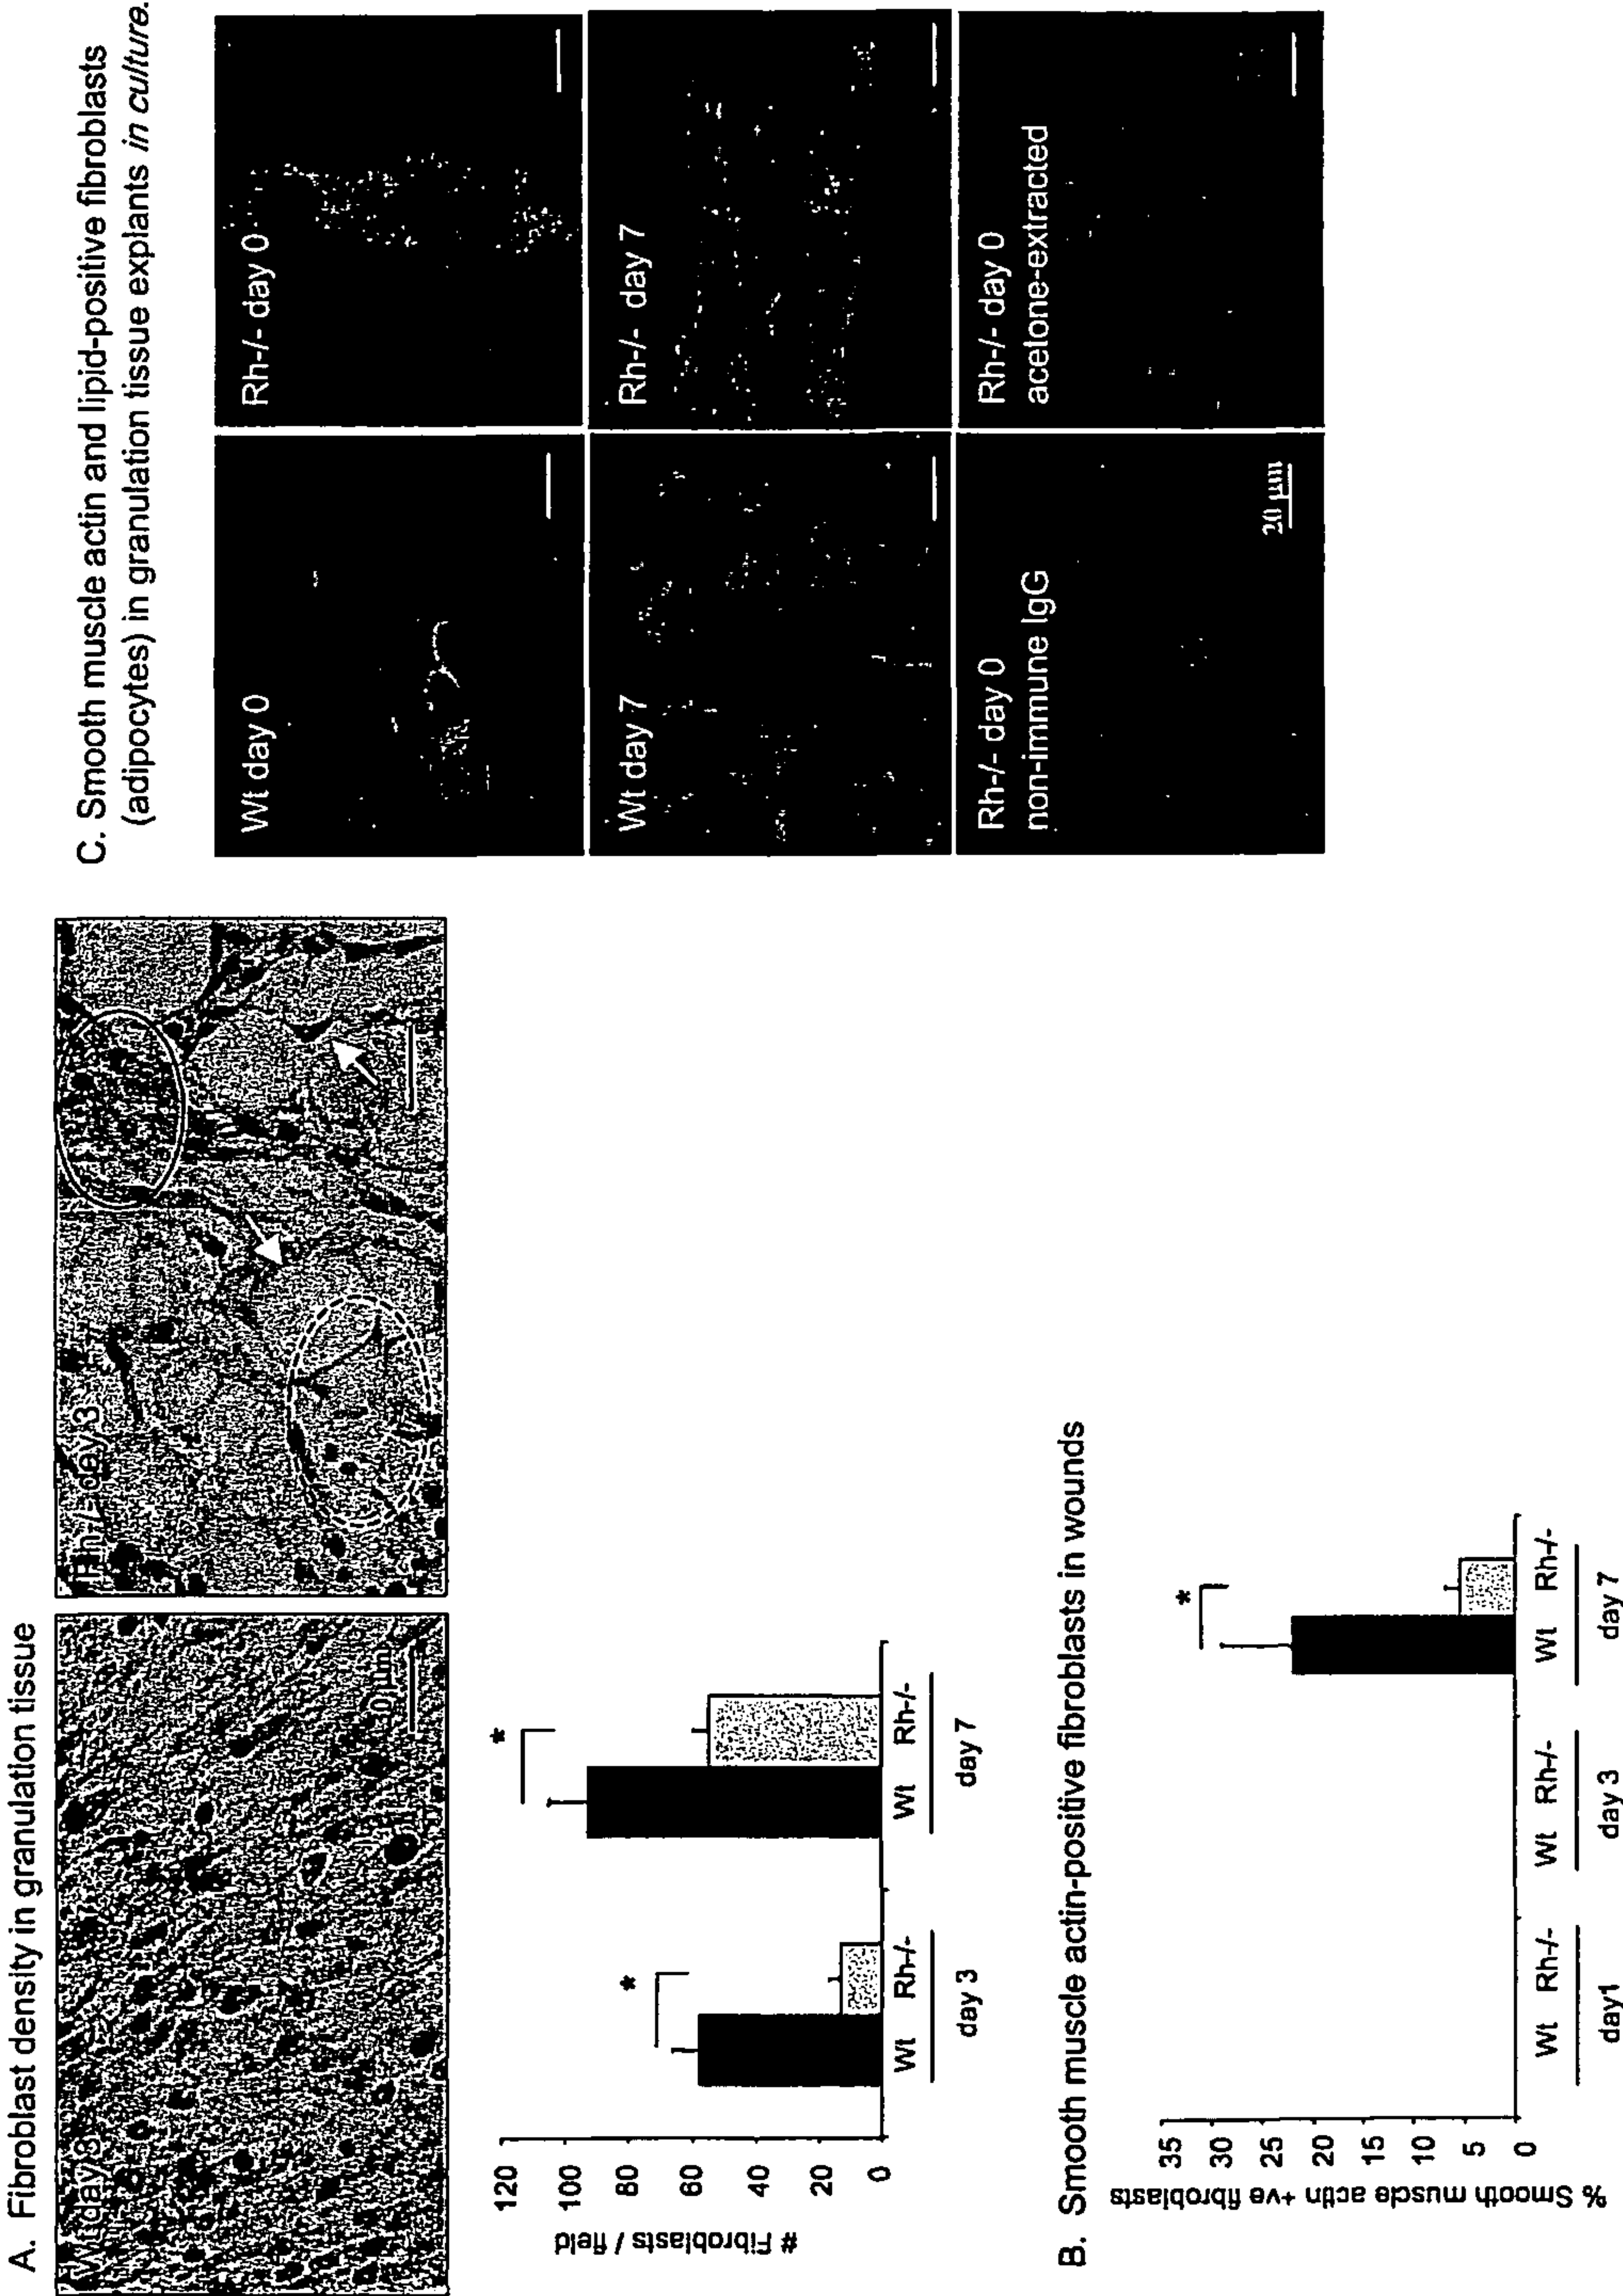 A. Fibroblast density in granulation tissue
Wt day 3
10 µm
Rh-/- day 3
# Fibroblasts / field
120
100
80
60
40
20
0
*
*
Wt Rh-/-
day 3
Wt Rh-/-
day 7
B. Smooth muscle actin-positive fibroblasts in wounds
% Smooth muscle actin +ve fibroblasts
35
30
25
20
15
10
5
0
*
Wt Rh-/-
day1
Wt Rh-/-
day 3
Wt Rh-/-
day 7
C. Smooth muscle actin and lipid-positive fibroblasts
(adipocytes) in granulation tissue explants in culture.
Wt day 0
Rh-/- day 0
Wt day 7
Rh-/- day 7
Rh-/- day 0
non-immune IgG
20 µm
Rh-/- day 0
acetone-extracted